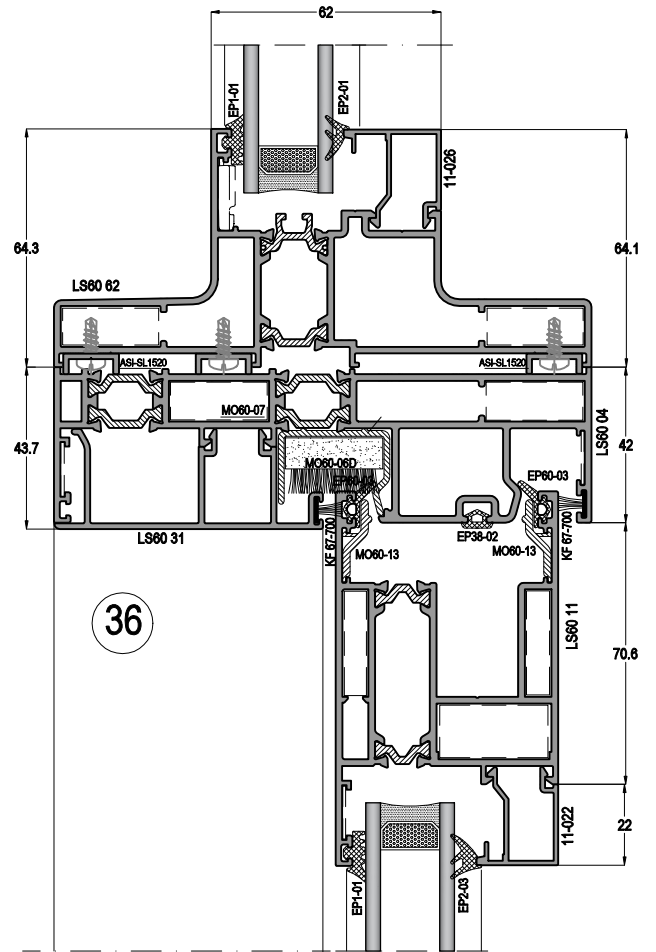 62
EP1-01
EP2-01
11-026
64.3
64.1
LS60 62
ASI-SL1520
ASI-SL1520
MO60-07
LS60 04
43.7
42
MO60-06D
EP60-03
EP60-03
KF 67-700
KF 67-700
EP38-02
LS60 31
MO60-13
MO60-13
36
LS60 11
70.6
11-022
22
EP1-01
EP2-03